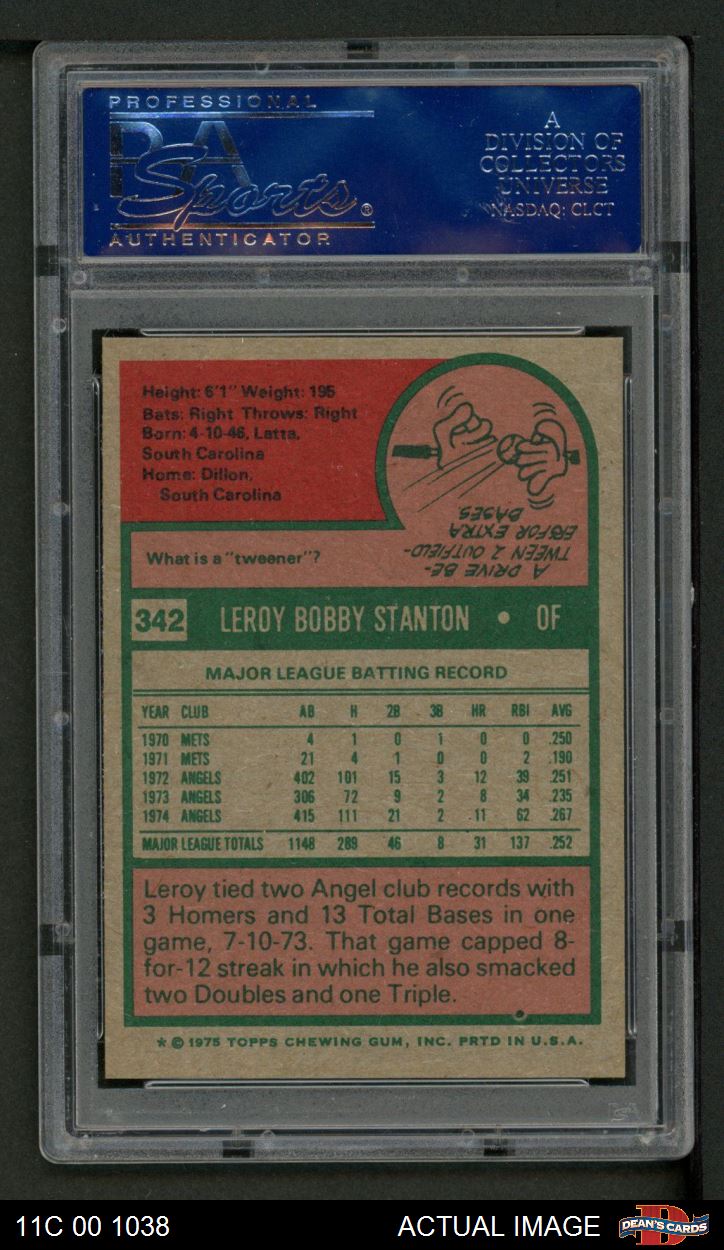 PROFESSIONAL
PSA
Sports®
AUTHENTICATOR
A
DIVISION OF
COLLECTORS
UNIVERSE
NASDAQ: CLCT
Height: 6'1" Weight: 195
Bats: Right Throws: Right
Born: 4-10-46, Latta,
South Carolina
Home: Dillon,
South Carolina
What is a "tweener"?
A DRIVE BE-
TWEEN 2 OUTFIELD-
ERS FOR EXTRA
BASES.
342 LEROY BOBBY STANTON • OF
MAJOR LEAGUE BATTING RECORD
YEAR CLUB AB H 2B 3B HR RBI AVG
1970 METS 4 1 0 1 0 0 .250
1971 METS 21 4 1 0 0 2 .190
1972 ANGELS 402 101 15 3 12 39 .251
1973 ANGELS 306 72 9 2 8 34 .235
1974 ANGELS 415 111 21 2 11 62 .267
MAJOR LEAGUE TOTALS 1148 289 46 8 31 137 .252
Leroy tied two Angel club records with
3 Homers and 13 Total Bases in one
game, 7-10-73. That game capped 8-
for-12 streak in which he also smacked
two Doubles and one Triple.
* © 1975 TOPPS CHEWING GUM, INC. PRTD IN U.S.A.
11C 00 1038 ACTUAL IMAGE DEAN'S CARDS